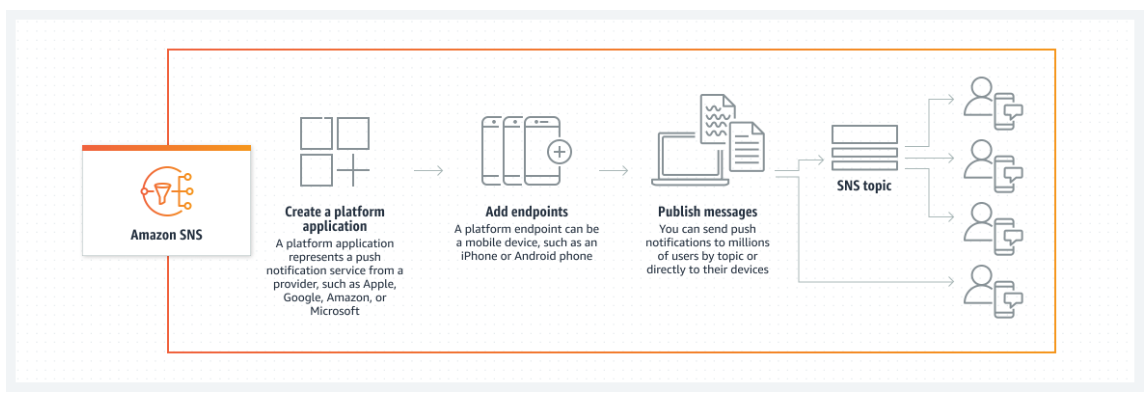 Amazon SNS
Create a platform
application
A platform application
represents a push
notification service from a
provider, such as Apple,
Google, Amazon, or
Microsoft
Add endpoints
A platform endpoint can be
a mobile device, such as an
iPhone or Android phone
Publish messages
You can send push
notifications to millions
of users by topic or
directly to their devices
SNS topic